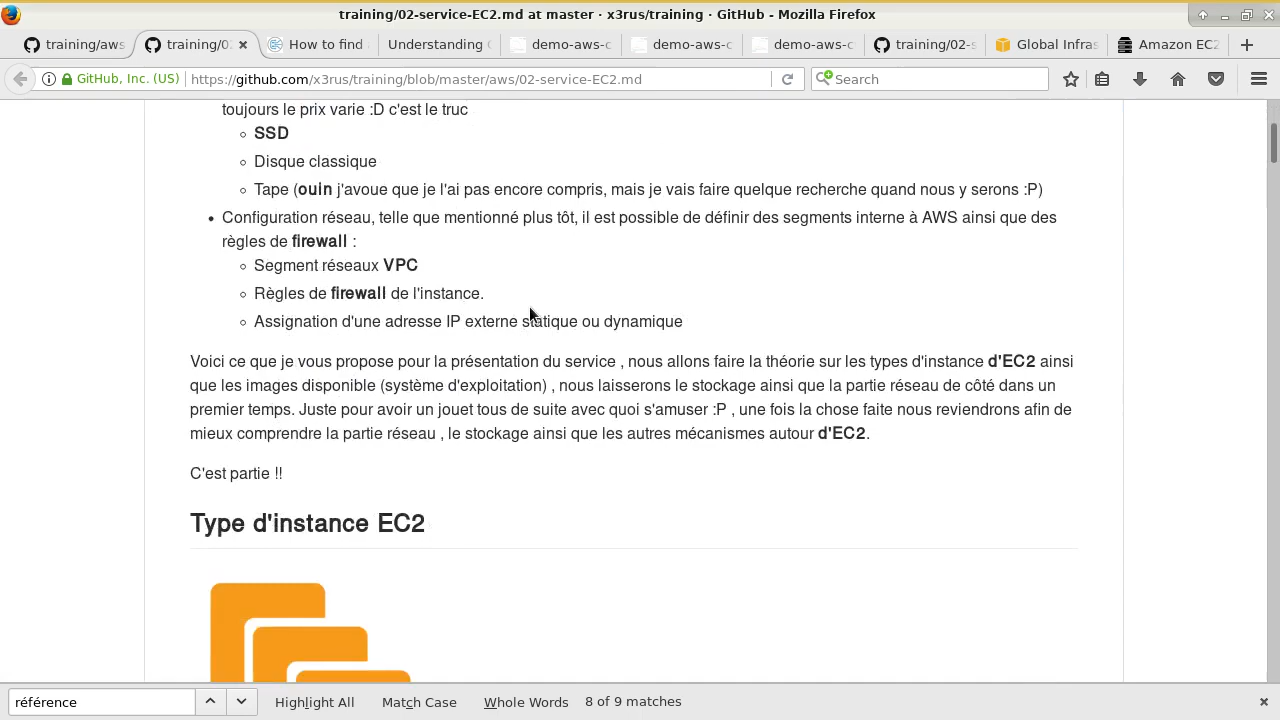 training/02-service-EC2.md at master · x3rus/training · GitHub - Mozilla Firefox
training/aws
training/02
How to find
Understanding
demo-aws-c
demo-aws-c
demo-aws-c
training/02-s
Global Infras
Amazon EC2
GitHub, Inc. (US)
https://github.com/x3rus/training/blob/master/aws/02-service-EC2.md
Search
toujours le prix varie :D c'est le truc
SSD
Disque classique
Tape (ouin j'avoue que je l'ai pas encore compris, mais je vais faire quelque recherche quand nous y serons :P)
Configuration réseau, telle que mentionné plus tôt, il est possible de définir des segments interne à AWS ainsi que des
règles de firewall :
Segment réseaux VPC
Règles de firewall de l'instance.
Assignation d'une adresse IP externe statique ou dynamique
Voici ce que je vous propose pour la présentation du service , nous allons faire la théorie sur les types d'instance d'EC2 ainsi
que les images disponible (système d'exploitation) , nous laisserons le stockage ainsi que la partie réseau de côté dans un
premier temps. Juste pour avoir un jouet tous de suite avec quoi s'amuser :P , une fois la chose faite nous reviendrons afin de
mieux comprendre la partie réseau , le stockage ainsi que les autres mécanismes autour d'EC2.
C'est partie !!
Type d'instance EC2
référence
Highlight All
Match Case
Whole Words
8 of 9 matches